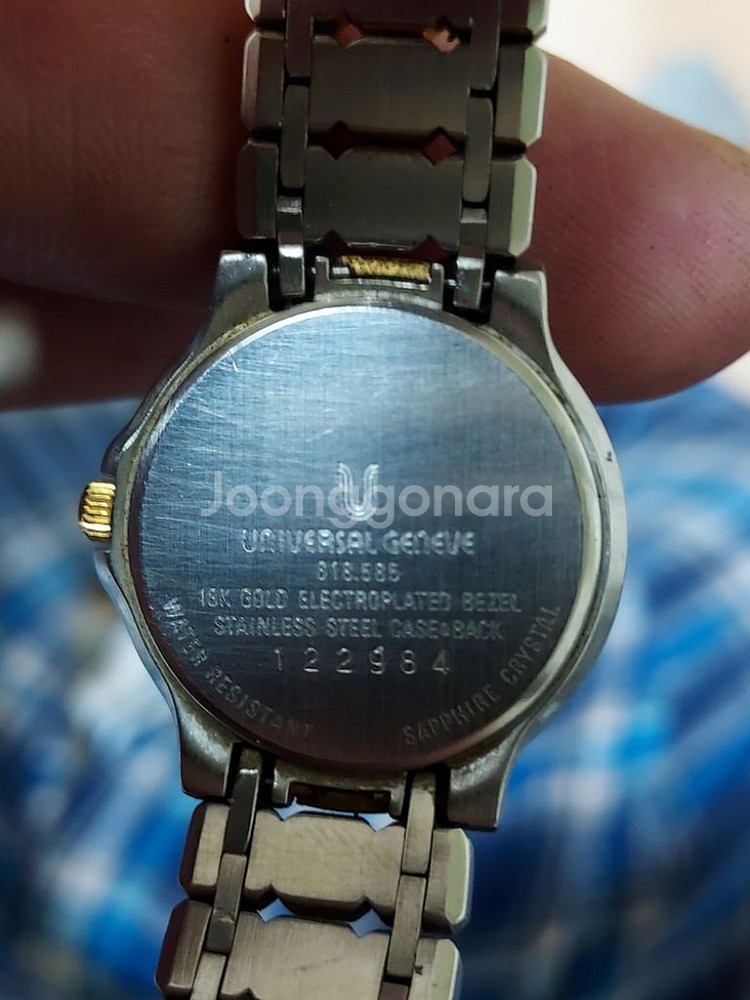 Joonggonara
UNIVERSAL GENEVE
818.585
18K GOLD ELECTROPLATED BEZEL
STAINLESS STEEL CASE&BACK
122984
WATER RESISTANT
SAPPHIRE CRYSTAL